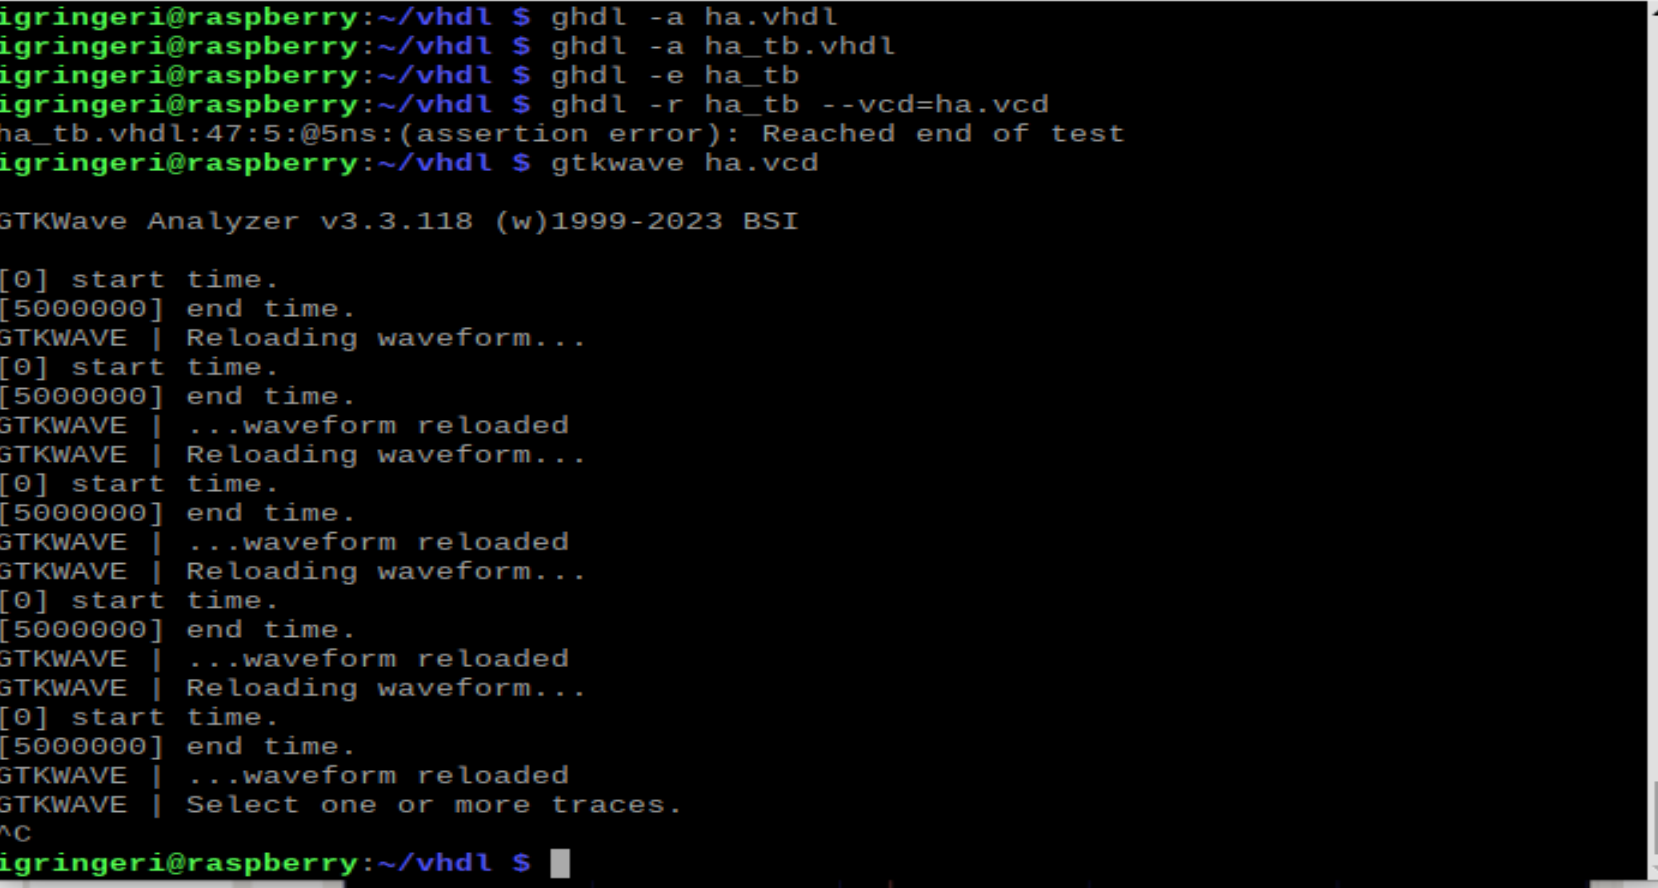 igringeri@raspberry:~/vhdl $ ghdl -a ha.vhdl
igringeri@raspberry:~/vhdl $ ghdl -a ha_tb.vhdl
igringeri@raspberry:~/vhdl $ ghdl -e ha_tb
igringeri@raspberry:~/vhdl $ ghdl -r ha_tb --vcd=ha.vcd
ha_tb.vhdl:47:5:@5ns:(assertion error): Reached end of test
igringeri@raspberry:~/vhdl $ gtkwave ha.vcd
GTKWave Analyzer v3.3.118 (w)1999-2023 BSI
[0] start time.
[5000000] end time.
GTKWAVE | Reloading waveform...
[0] start time.
[5000000] end time.
GTKWAVE | ...waveform reloaded
GTKWAVE | Reloading waveform...
[0] start time.
[5000000] end time.
GTKWAVE | ...waveform reloaded
GTKWAVE | Reloading waveform...
[0] start time.
[5000000] end time.
GTKWAVE | ...waveform reloaded
GTKWAVE | Reloading waveform...
[0] start time.
[5000000] end time.
GTKWAVE | ...waveform reloaded
GTKWAVE | Select one or more traces.
^C
igringeri@raspberry:~/vhdl $